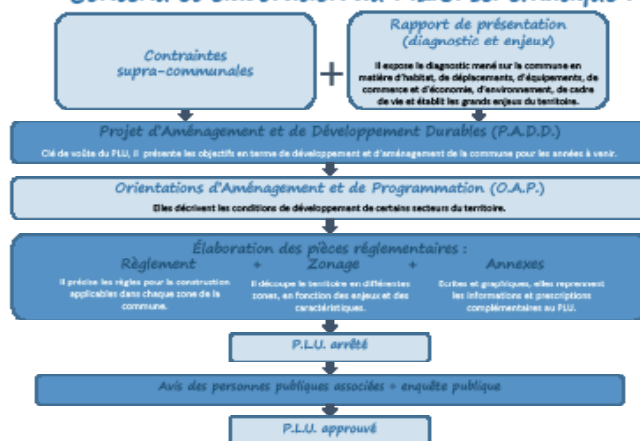 Contraintes
supra-communales
+
Rapport de présentation
(diagnostic et enjeux)
Il expose le diagnostic mené sur la commune en
matière d'habitat, de déplacements, d'équipements, de
commerce et d'économie, d'environnement, de cadre
de vie et établit les grands enjeux du territoire.
Projet d'Aménagement et de Développement Durables (P.A.D.D.)
Clé de voûte du PLU, il présente les objectifs en terme de développement et d'aménagement de la commune pour les années à venir.
Orientations d'Aménagement et de Programmation (O.A.P.)
Elles décrivent les conditions de développement de certains secteurs du territoire.
Élaboration des pièces réglementaires :
Règlement + Zonage + Annexes
Il précise les règles pour la construction
applicables dans chaque zone de la
commune.
Il découpe le territoire en différentes
zones, en fonction des enjeux et des
caractéristiques.
Ecrites et graphiques, elles reprennent
les informations et prescriptions
complémentaires au PLU.
P.L.U. arrêté
Avis des personnes publiques associées + enquête publique
P.L.U. approuvé